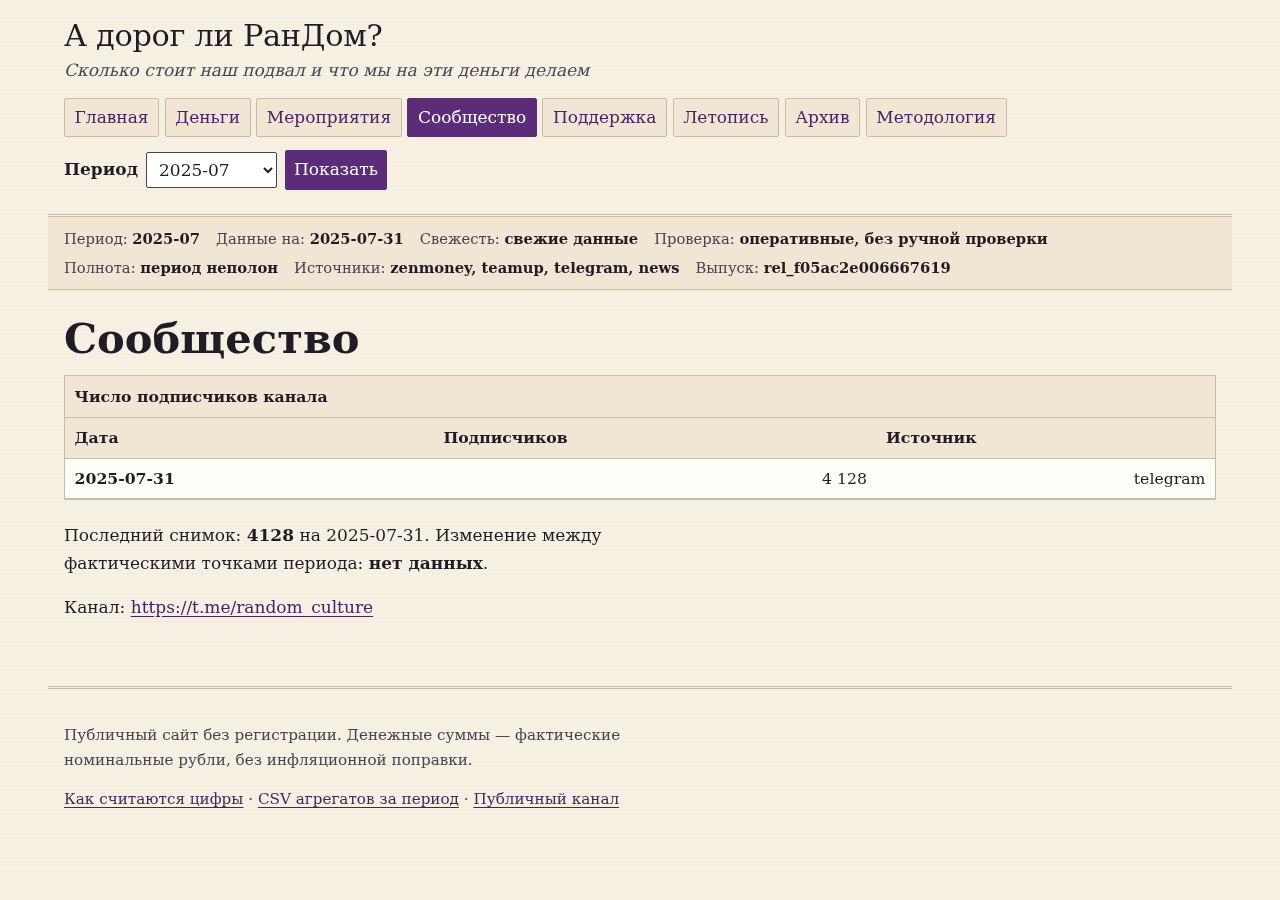 А дорог ли РанДом?
Сколько стоит наш подвал и что мы на эти деньги делаем
Главная Деньги Мероприятия Сообщество Поддержка Летопись Архив Методология
Период 2025-07 Показать
Период: 2025-07 Данные на: 2025-07-31 Свежесть: свежие данные Проверка: оперативные, без ручной проверки
Полнота: период неполон Источники: zenmoney, teamup, telegram, news Выпуск: rel_f05ac2e006667619
Сообщество
Число подписчиков канала
Дата Подписчиков Источник
2025-07-31 4 128 telegram
Последний снимок: 4128 на 2025-07-31. Изменение между
фактическими точками периода: нет данных.
Канал: https://t.me/random_culture
Публичный сайт без регистрации. Денежные суммы — фактические
номинальные рубли, без инфляционной поправки.
Как считаются цифры · CSV агрегатов за период · Публичный канал